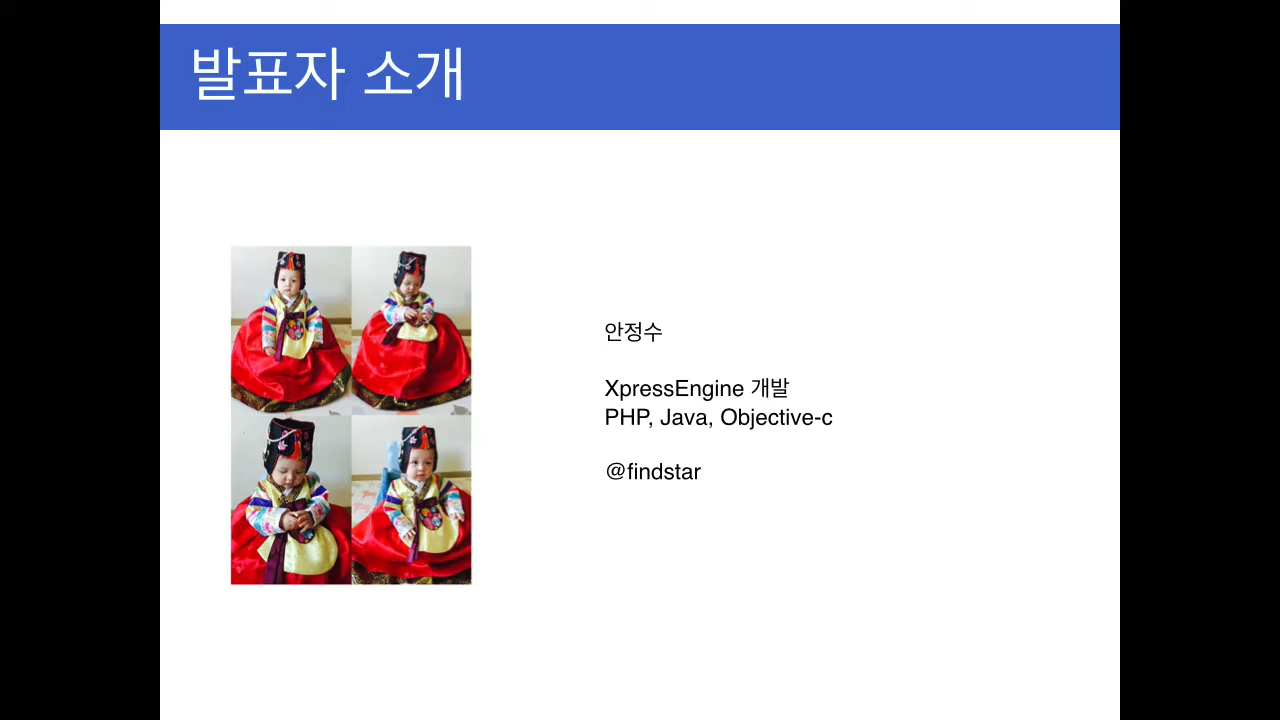 발표자 소개
안정수
XpressEngine 개발
PHP, Java, Objective-c
@findstar